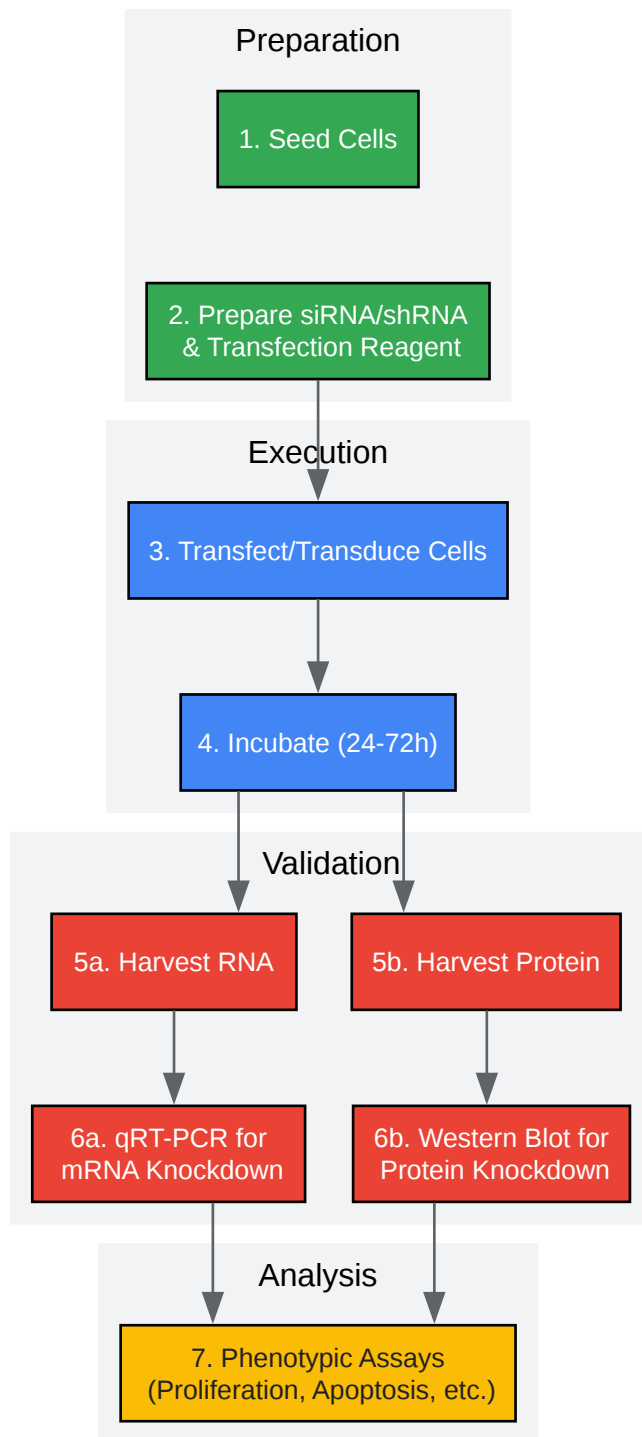 Preparation
1. Seed Cells
2. Prepare siRNA/shRNA
& Transfection Reagent
Execution
3. Transfect/Transduce Cells
4. Incubate (24-72h)
Validation
5a. Harvest RNA
5b. Harvest Protein
6a. qRT-PCR for
mRNA Knockdown
6b. Western Blot for
Protein Knockdown
Analysis
7. Phenotypic Assays
(Proliferation, Apoptosis, etc.)